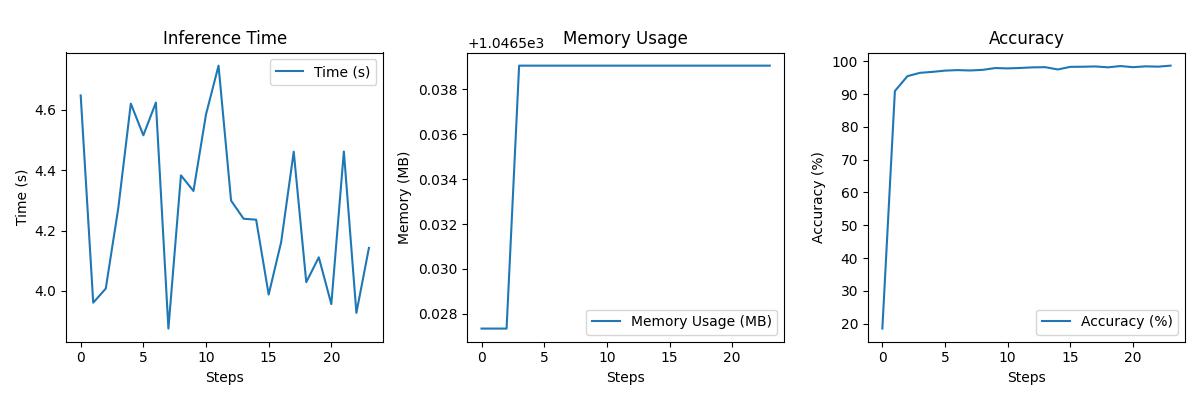 Inference Time
Time (s)
4.6
4.4
4.2
4.0
Time (s)
0 5 10 15 20
Steps
+1.0465e3 Memory Usage
0.038
0.036
0.034
0.032
0.030
0.028
Memory (MB)
Memory Usage (MB)
0 5 10 15 20
Steps
Accuracy
100
90
80
70
60
50
40
30
20
Accuracy (%)
Accuracy (%)
0 5 10 15 20
Steps